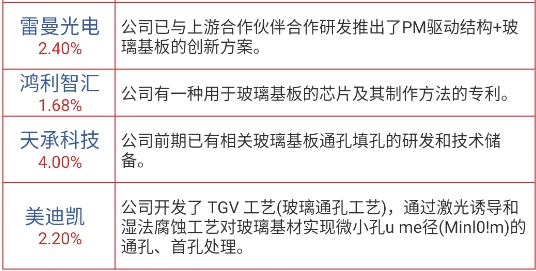 雷曼光电
2.40%
公司已与上游合作伙伴合作研发推出了PM驱动结构+玻
璃基板的创新方案。
鸿利智汇
1.68%
公司有一种用于玻璃基板的芯片及其制作方法的专利。
天承科技
4.00%
公司前期已有相关玻璃基板通孔填孔的研发和技术储
备。
美迪凯
2.20%
公司开发了 TGV 工艺(玻璃通孔工艺)，通过激光诱导和
湿法腐蚀工艺对玻璃基材实现微小孔u me径(Minl0!m)的
通孔、首孔处理。